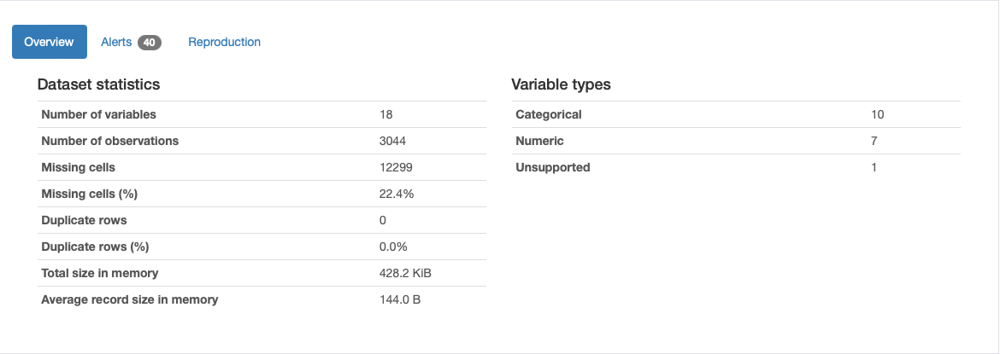 Overview Alerts 40 Reproduction
Dataset statistics
Number of variables 18
Number of observations 3044
Missing cells 12299
Missing cells (%) 22.4%
Duplicate rows 0
Duplicate rows (%) 0.0%
Total size in memory 428.2 KiB
Average record size in memory 144.0 B
Variable types
Categorical 10
Numeric 7
Unsupported 1